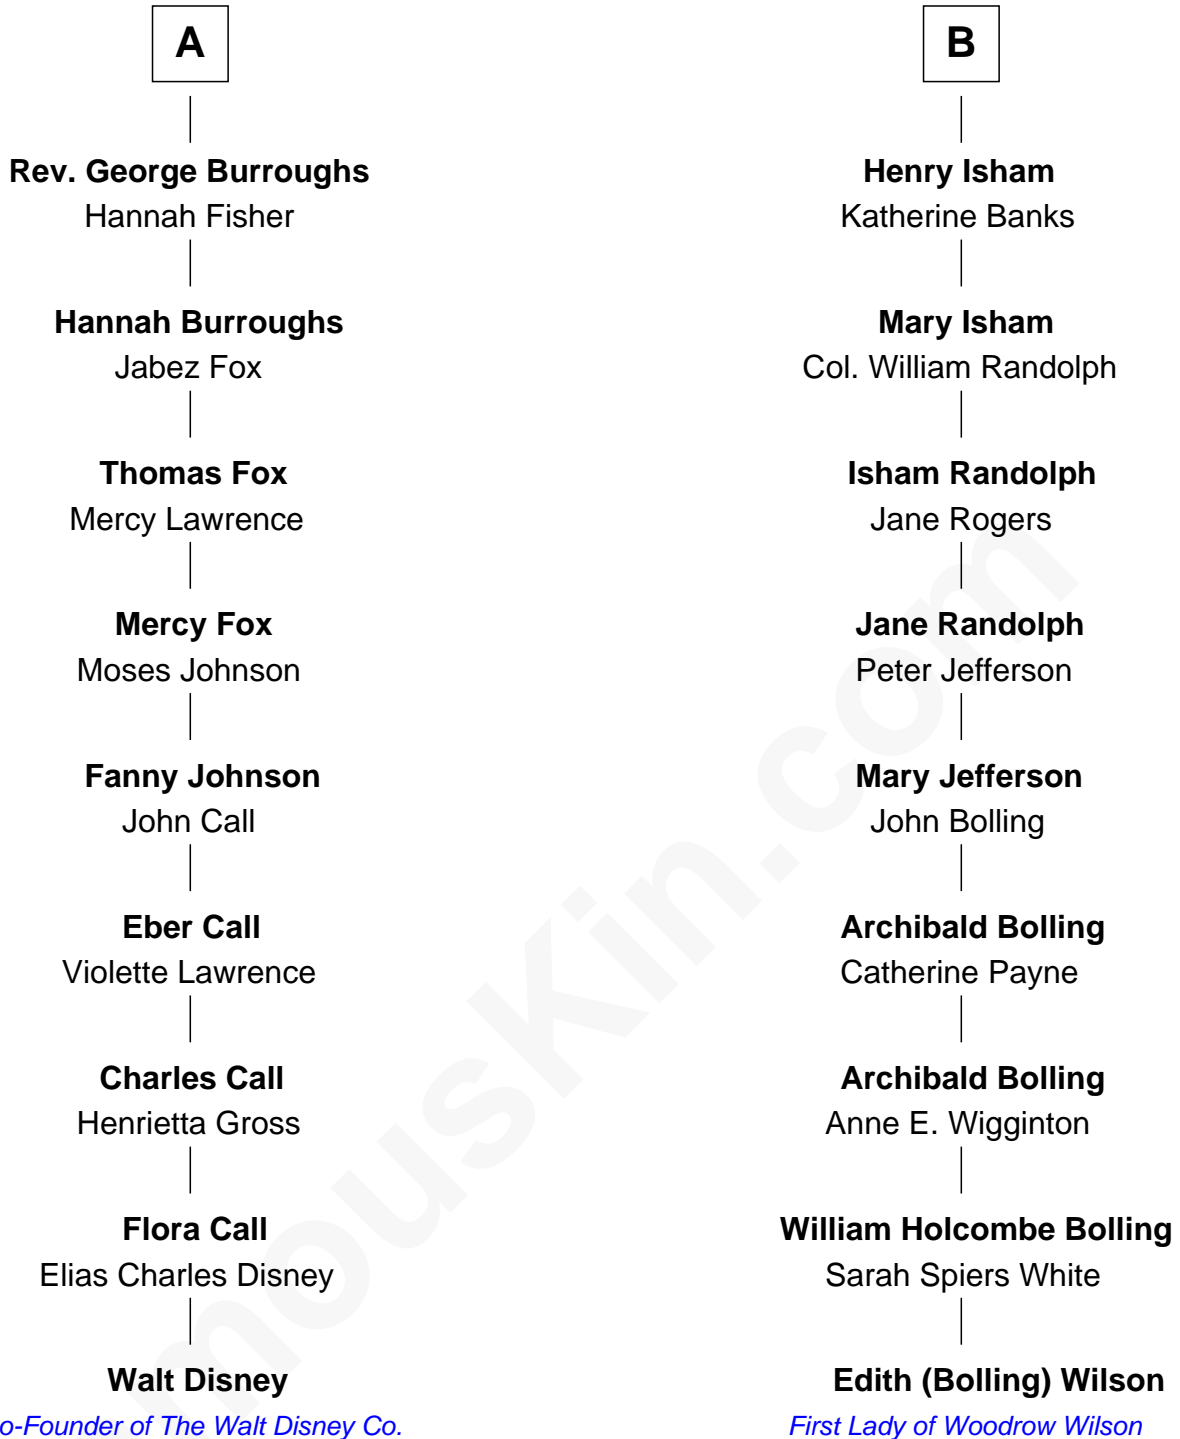 A
B
Rev. George Burroughs
Hannah Fisher
Henry Isham
Katherine Banks
Hannah Burroughs
Jabez Fox
Mary Isham
Col. William Randolph
Thomas Fox
Mercy Lawrence
Isham Randolph
Jane Rogers
Mercy Fox
Moses Johnson
Jane Randolph
Peter Jefferson
Fanny Johnson
John Call
Mary Jefferson
John Bolling
Eber Call
Violette Lawrence
Archibald Bolling
Catherine Payne
Charles Call
Henrietta Gross
Archibald Bolling
Anne E. Wigginton
Flora Call
Elias Charles Disney
William Holcombe Bolling
Sarah Spiers White
Walt Disney
o-Founder of The Walt Disney Co.
Edith (Bolling) Wilson
First Lady of Woodrow Wilson
mousKin.com